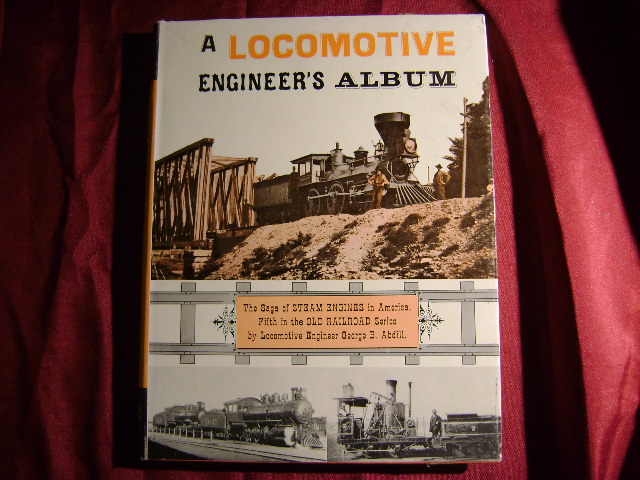 A LOCOMOTIVE
ENGINEER'S ALBUM
The Saga of STEAM ENGINES in America.
Fifth in the OLD RAILROAD Series
by Locomotive Engineer George B. Abdill.